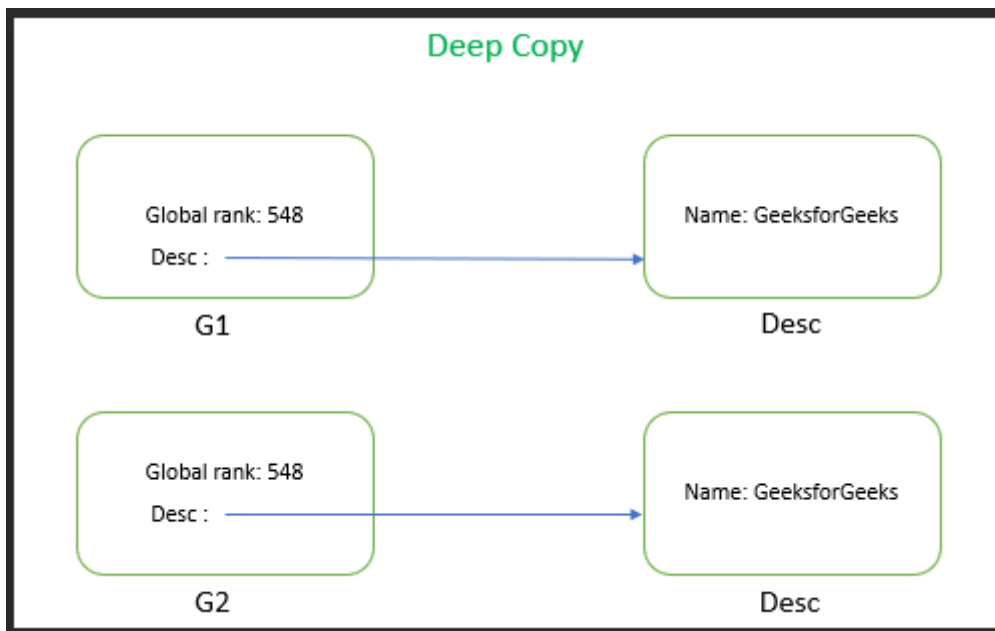 Deep Copy
Global rank: 548
Desc :
Name: GeeksforGeeks
G1
Desc
Global rank: 548
Desc :
Name: GeeksforGeeks
G2
Desc